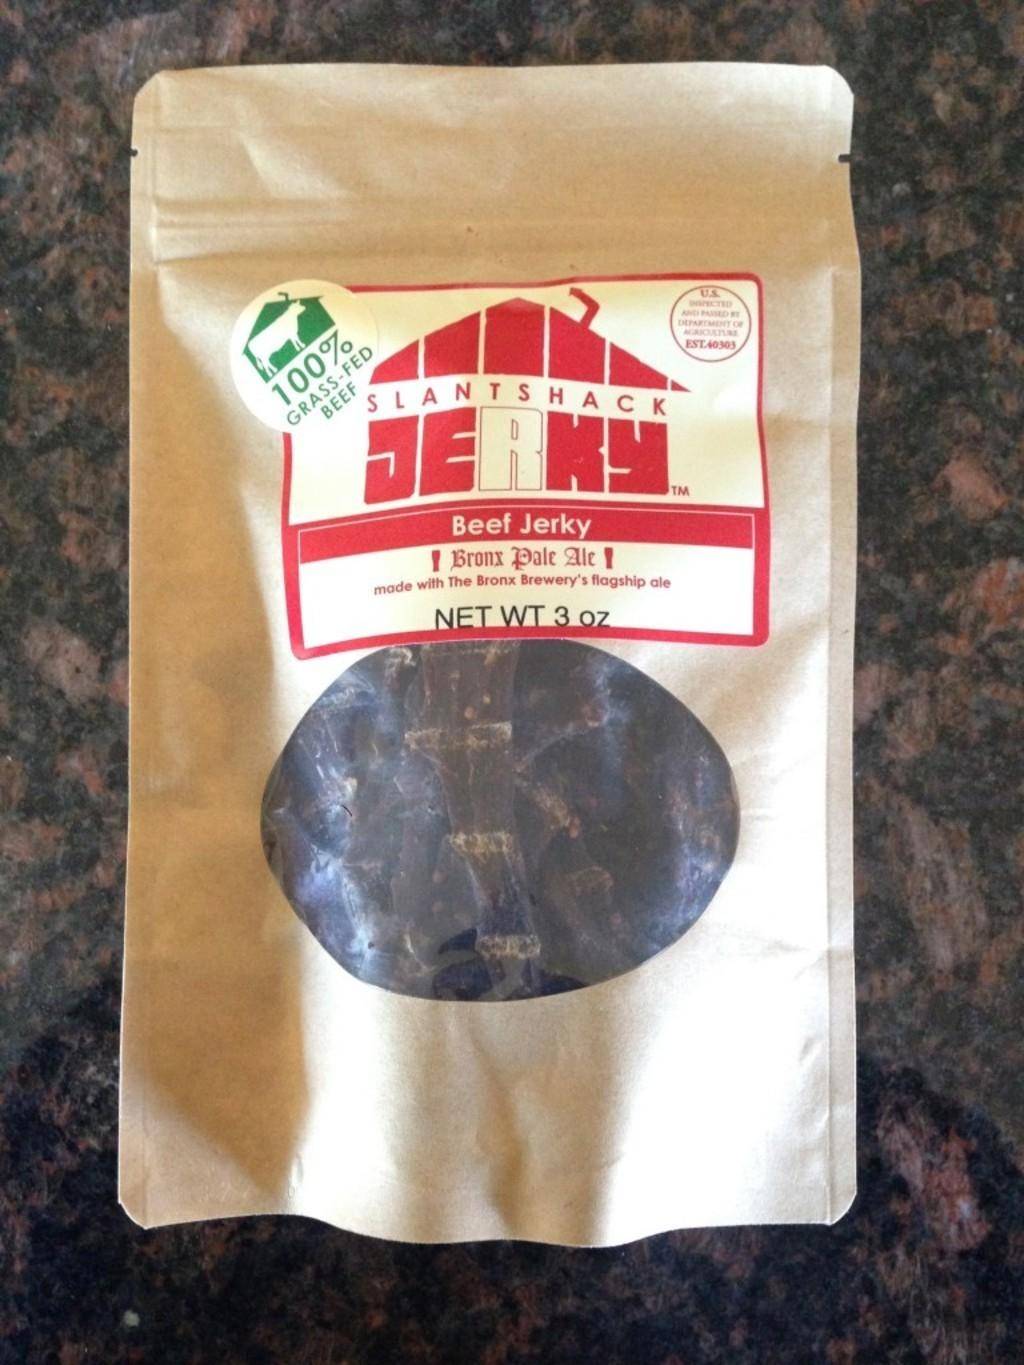 100%
GRASS-FED
BEEF
U.S.
INSPECTED
AND PASSED BY
DEPARTMENT OF
AGRICULTURE
EST.40303
SLANTSHACK
JERKY
TM
Beef Jerky
Bronx Pale Ale
made with The Bronx Brewery's flagship ale
NET WT 3 oz